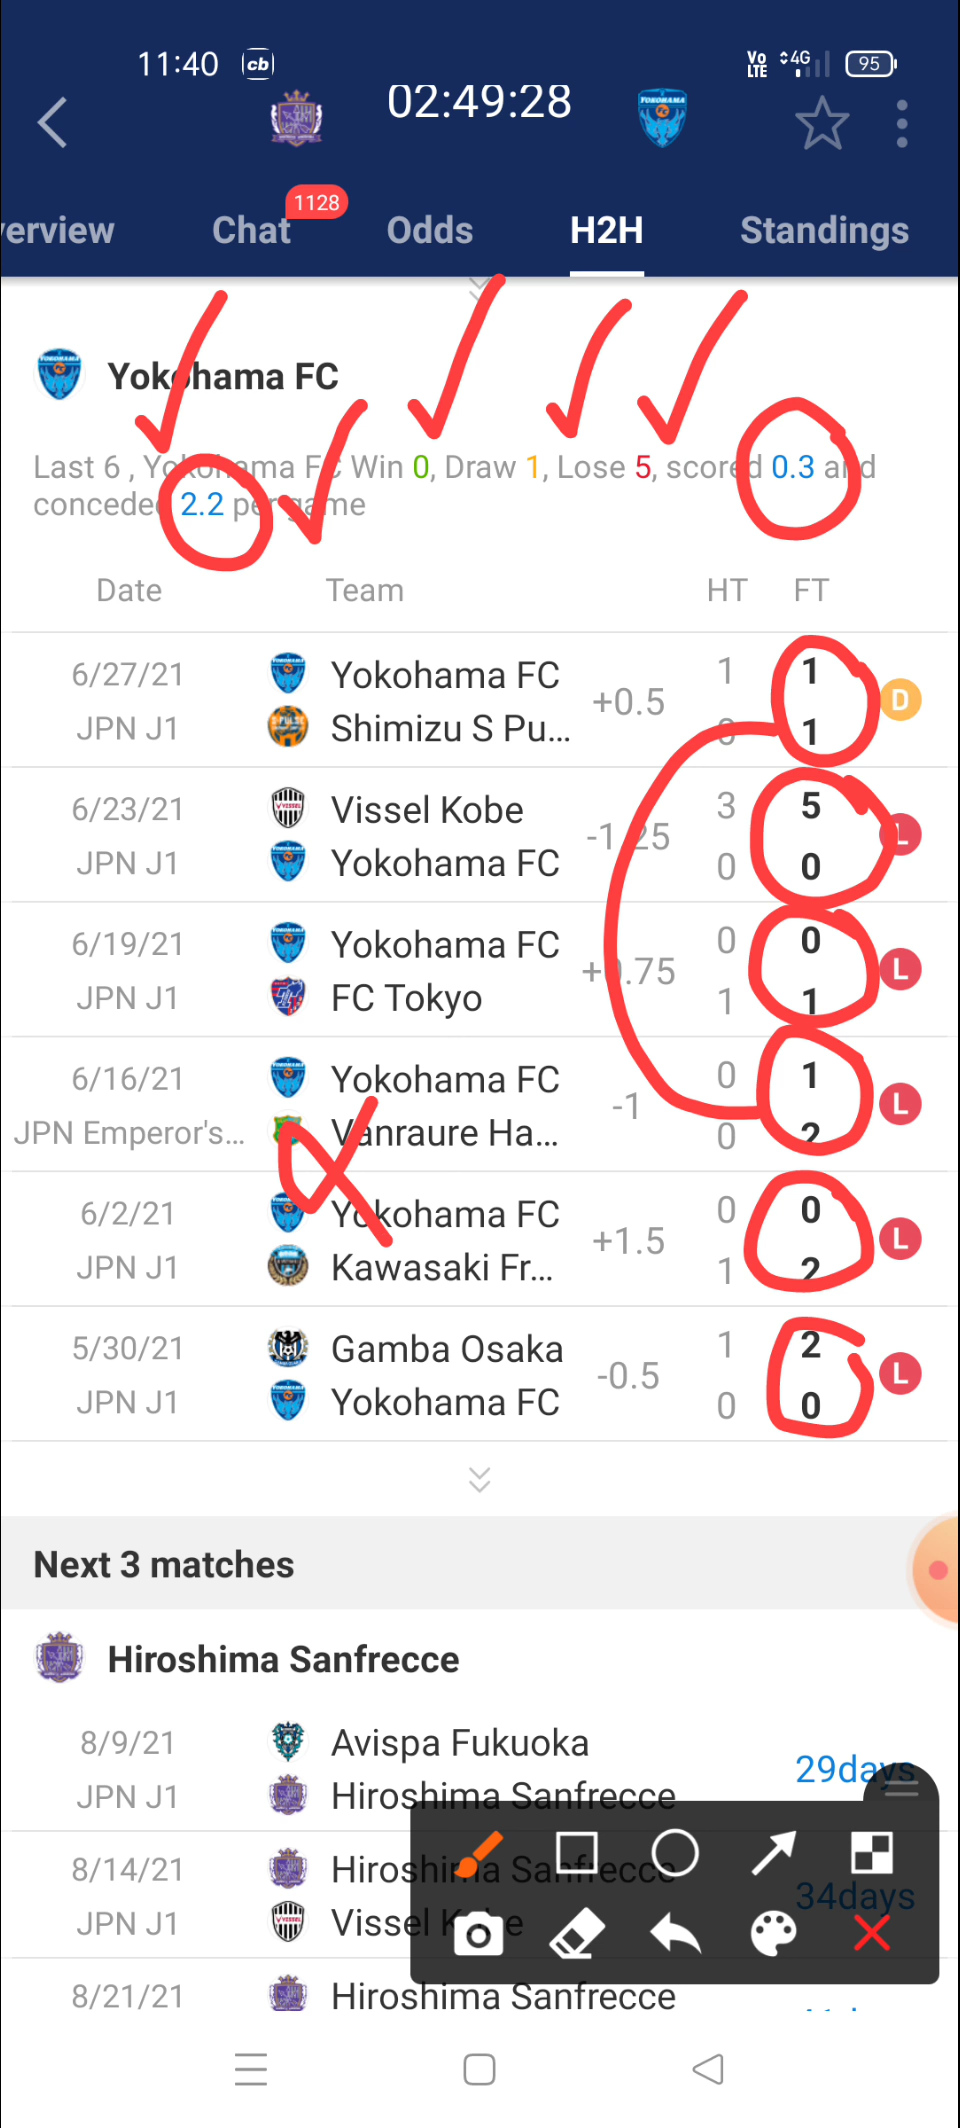 11:40 cb Vo LTE 4G 95
02:49:28
YOKOHAMA
1128
verview Chat Odds H2H Standings
Yokohama FC
Last 6 , Yokohama FC Win 0, Draw 1, Lose 5, scored 0.3 and
conceded 2.2 per game
Date Team HT FT
6/27/21 Yokohama FC 1 1
+0.5 D
JPN J1 Shimizu S Pu... 0 1
6/23/21 Vissel Kobe 3 5
-1.25 L
JPN J1 Yokohama FC 0 0
6/19/21 Yokohama FC 0 0
+0.75 L
JPN J1 FC Tokyo 1 1
6/16/21 Yokohama FC 0 1
-1 L
JPN Emperor's... Vanraure Ha... 0 2
6/2/21 Yokohama FC 0 0
+1.5 L
JPN J1 Kawasaki Fr... 1 2
5/30/21 Gamba Osaka 1 2
-0.5 L
JPN J1 Yokohama FC 0 0
Next 3 matches
Hiroshima Sanfrecce
8/9/21 Avispa Fukuoka
29days
JPN J1 Hiroshima Sanfrecce
8/14/21 Hiroshima Sanfrecce
34days
JPN J1 Vissel Kobe
8/21/21 Hiroshima Sanfrecce